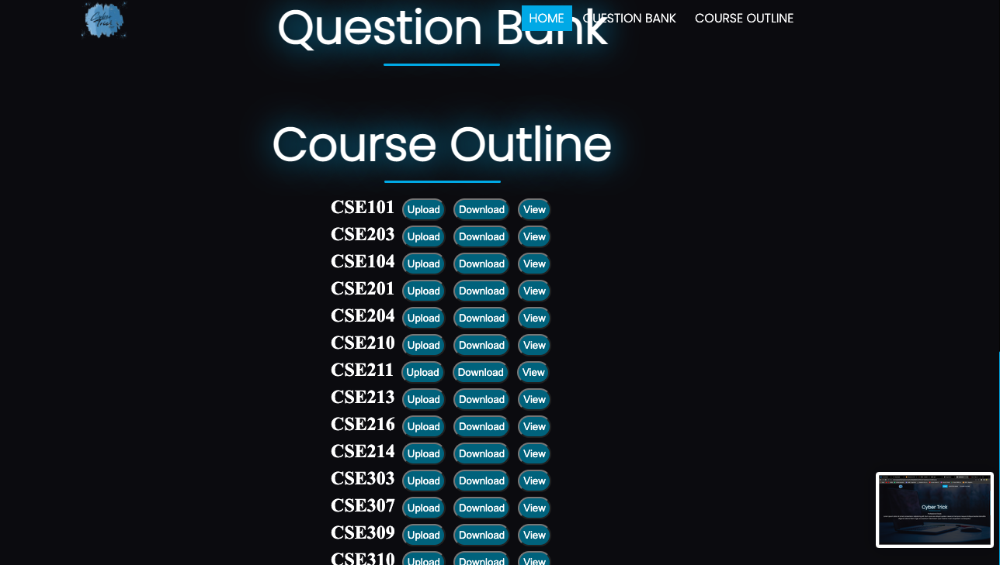 Cyber Trick
HOME QUESTION BANK COURSE OUTLINE
Question Bank
Course Outline
CSE101 Upload Download View
CSE203 Upload Download View
CSE104 Upload Download View
CSE201 Upload Download View
CSE204 Upload Download View
CSE210 Upload Download View
CSE211 Upload Download View
CSE213 Upload Download View
CSE216 Upload Download View
CSE214 Upload Download View
CSE303 Upload Download View
CSE307 Upload Download View
CSE309 Upload Download View
CSE310 Upload Download View
Cyber Trick